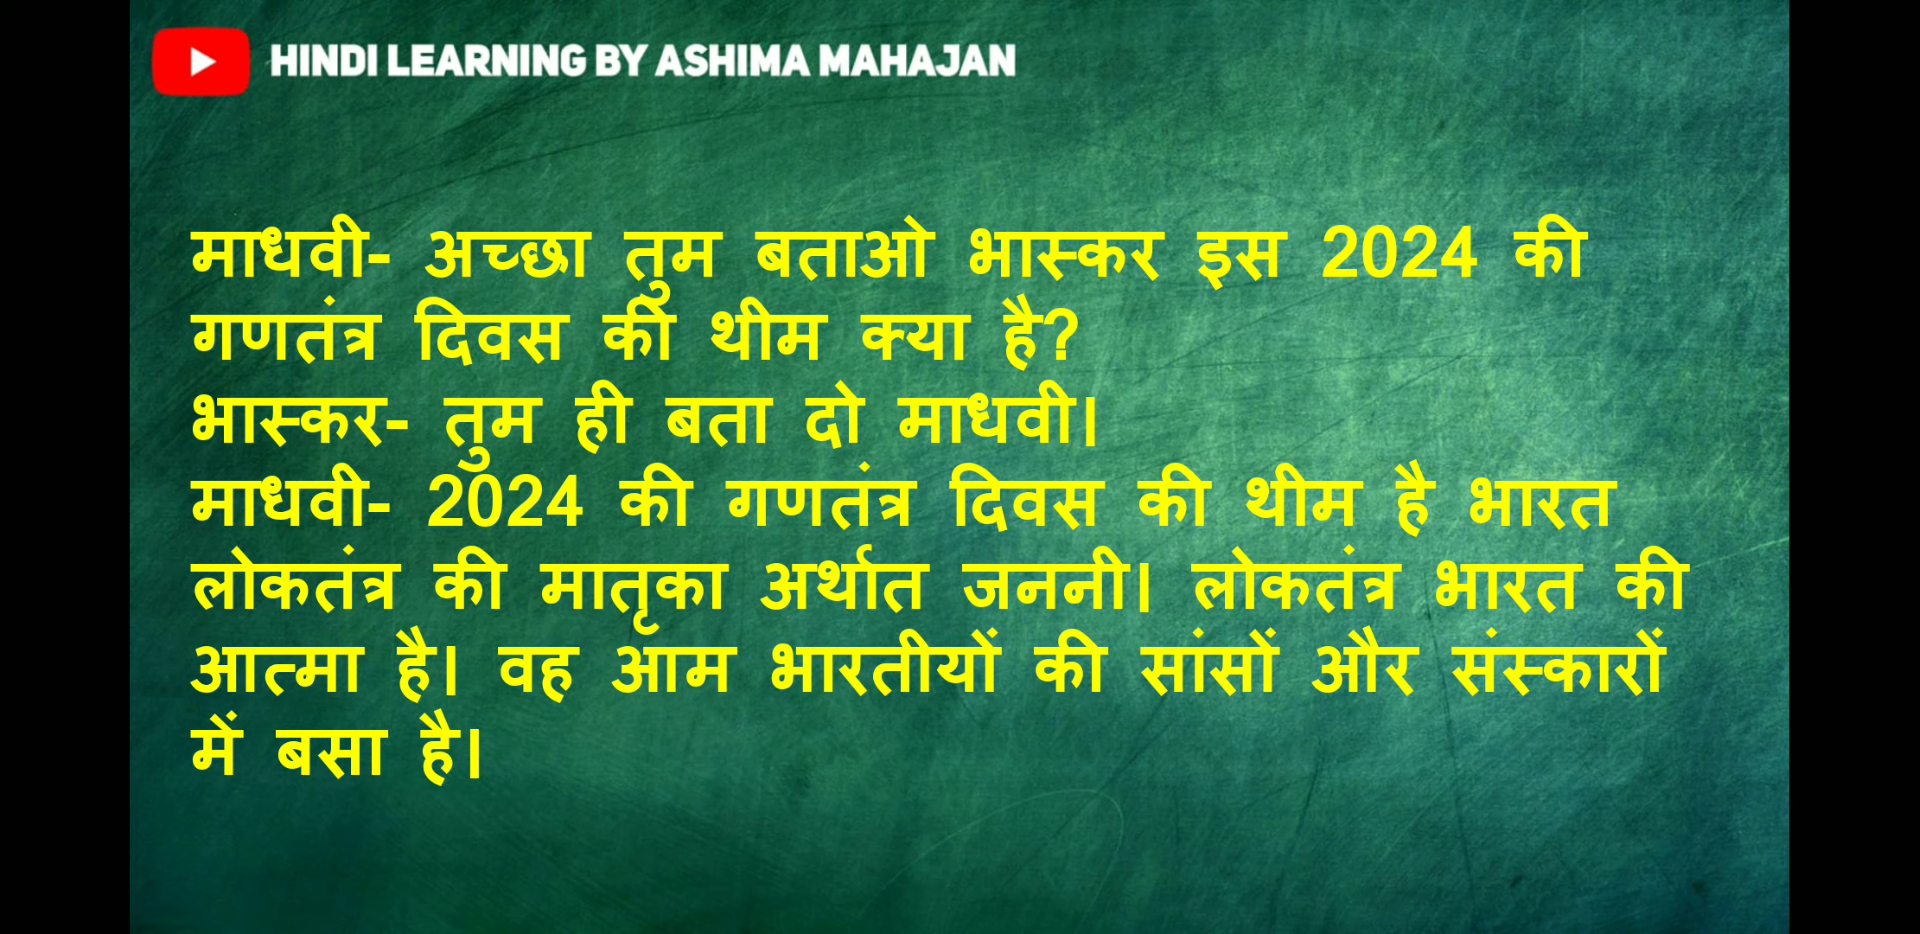 HINDI LEARNING BY ASHIMA MAHAJAN
माधवी- अच्छा तुम बताओ भास्कर इस 2024 की
गणतंत्र दिवस की थीम क्या है?
भास्कर- तुम ही बता दो माधवी।
माधवी- 2024 की गणतंत्र दिवस की थीम है भारत
लोकतंत्र की मातृका अर्थात जननी। लोकतंत्र भारत की
आत्मा है। वह आम भारतीयों की सांसों और संस्कारों
में बसा है।